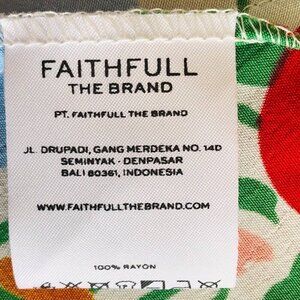 FAITHFULL
THE BRAND
PT. FAITHFULL THE BRAND
JL. DRUPADI, GANG MERDEKA NO. 14D
SEMINYAK - DENPASAR
BALI 80361, INDONESIA
WWW.FAITHFULLTHEBRAND.COM
100% RAYON